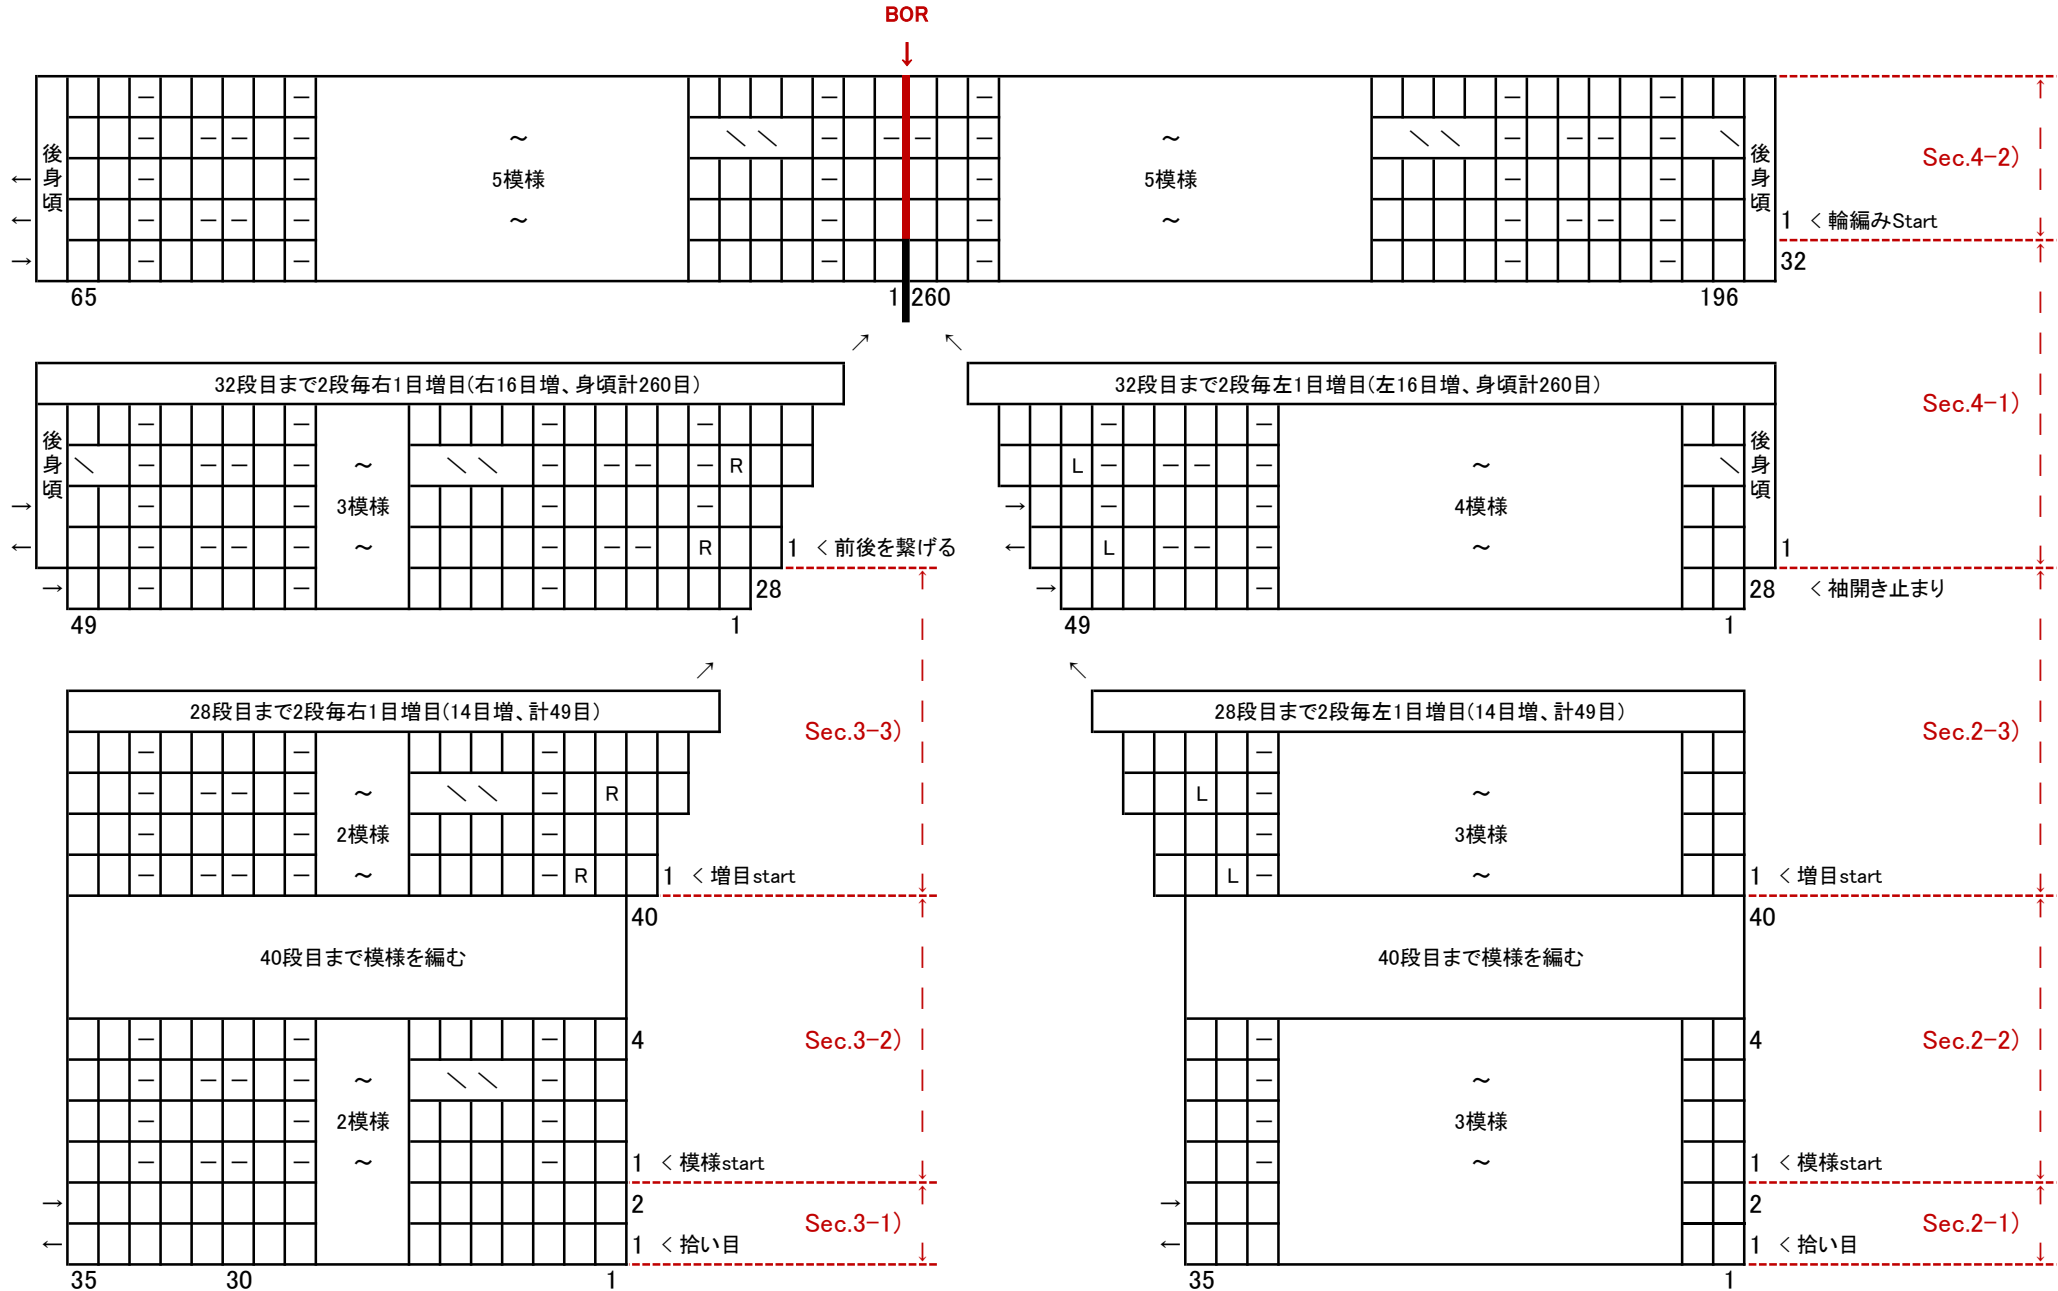 BOR
↓
後身頃
～
5模様
～
～
5模様
～
後身頃
Sec.4-2)
1 ＜輪編みStart
32
65
1
260
196
32段目まで2段毎右1目増目(右16目増、身頃計260目)
32段目まで2段毎左1目増目(左16目増、身頃計260目)
Sec.4-1)
後身頃
～
3模様
～
R
R
1 ＜前後を繋げる
28
49
1
L
L
～
4模様
～
後身頃
1
28 ＜袖開き止まり
49
1
28段目まで2段毎右1目増目(14目増、計49目)
Sec.3-3)
28段目まで2段毎左1目増目(14目増、計49目)
Sec.2-3)
～
2模様
～
R
R
1 ＜増目start
L
L
～
3模様
～
1 ＜増目start
40
40段目まで模様を編む
40
40段目まで模様を編む
4
Sec.3-2)
4
Sec.2-2)
～
2模様
～
1 ＜模様start
～
3模様
～
1 ＜模様start
2
Sec.3-1)
1 ＜拾い目
2
Sec.2-1)
1 ＜拾い目
35
30
1
35
1